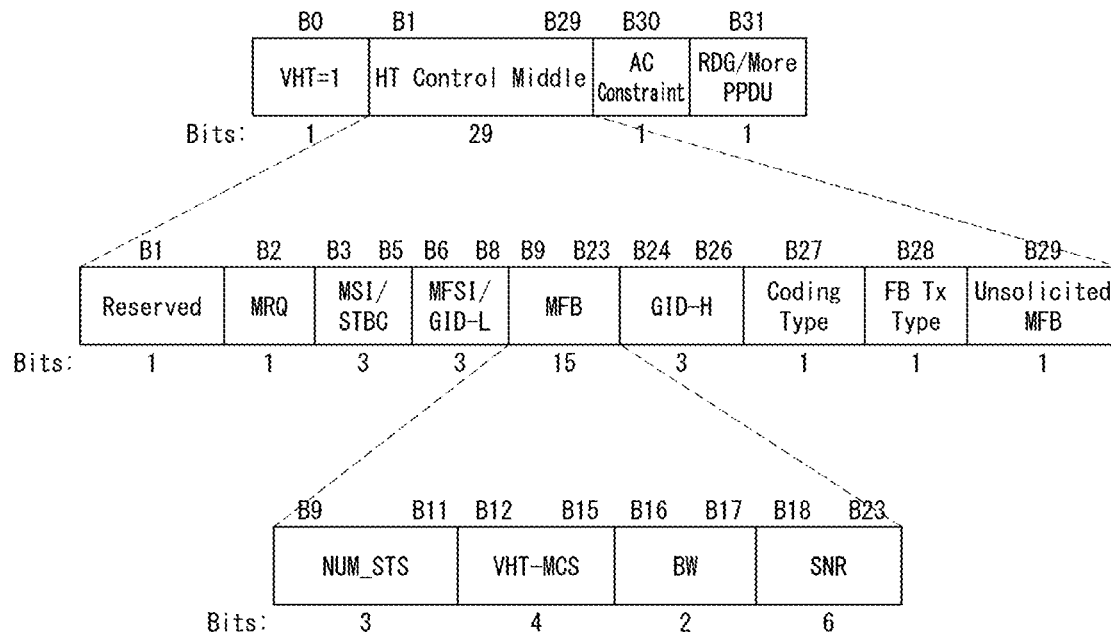 B0 B1 B29 B30 B31
VHT=1 HT Control Middle AC Constraint RDG/More PPDU
Bits: 1 29 1 1
B1 B2 B3 B5 B6 B8 B9 B23 B24 B26 B27 B28 B29
Reserved MRQ MSI/ STBC MFSI/ GID-L MFB GID-H Coding Type FB Tx Type Unsolicited MFB
Bits: 1 1 3 3 15 3 1 1 1
B9 B11 B12 B15 B16 B17 B18 B23
NUM_STS VHT-MCS BW SNR
Bits: 3 4 2 6